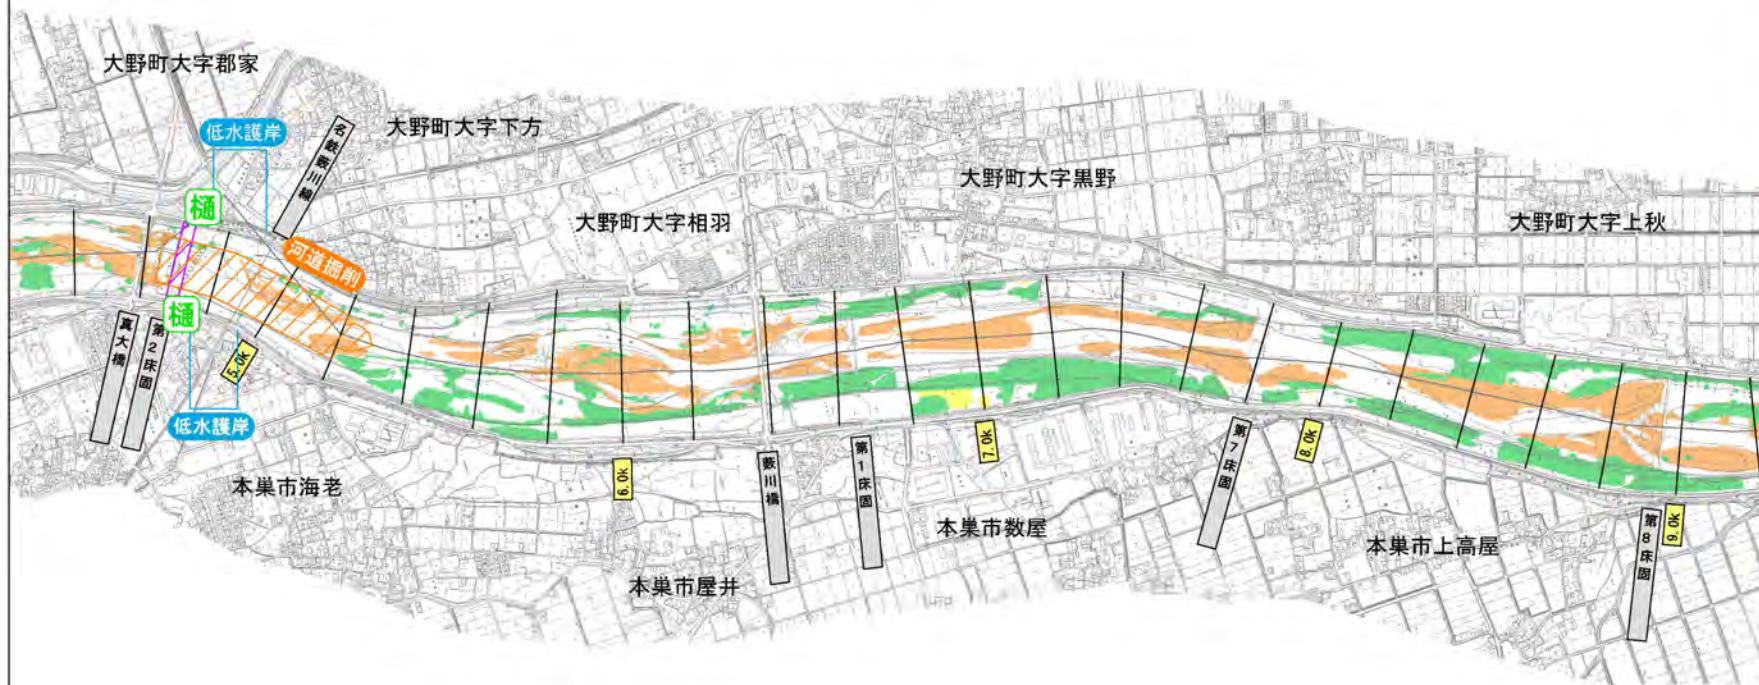 大野町大字郡家
低水護岸
名鉄薮川線
大野町大字下方
大野町大字相羽
大野町大字黒野
大野町大字上秋
樋
河道掘削
樋
真大橋
第2床固
5.0k
低水護岸
本巣市海老
6.0k
薮川橋
第1床固
7.0k
第7床固
8.0k
本巣市屋井
本巣市数屋
本巣市上高屋
第8床固
9.0k